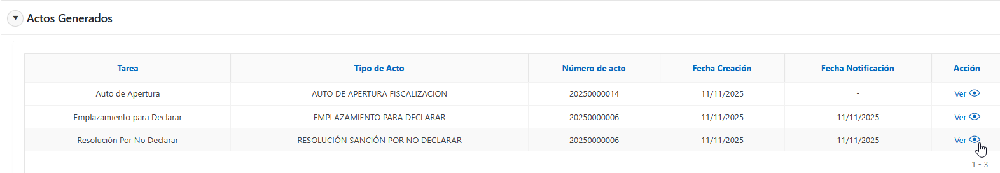 Actos Generados
Tarea Tipo de Acto Número de acto Fecha Creación Fecha Notificación Acción
Auto de Apertura AUTO DE APERTURA FISCALIZACION 20250000014 11/11/2025 - Ver
Emplazamiento para Declarar EMPLAZAMIENTO PARA DECLARAR 20250000006 11/11/2025 11/11/2025 Ver
Resolución Por No Declarar RESOLUCIÓN SANCIÓN POR NO DECLARAR 20250000006 11/11/2025 11/11/2025 Ver
1 - 3